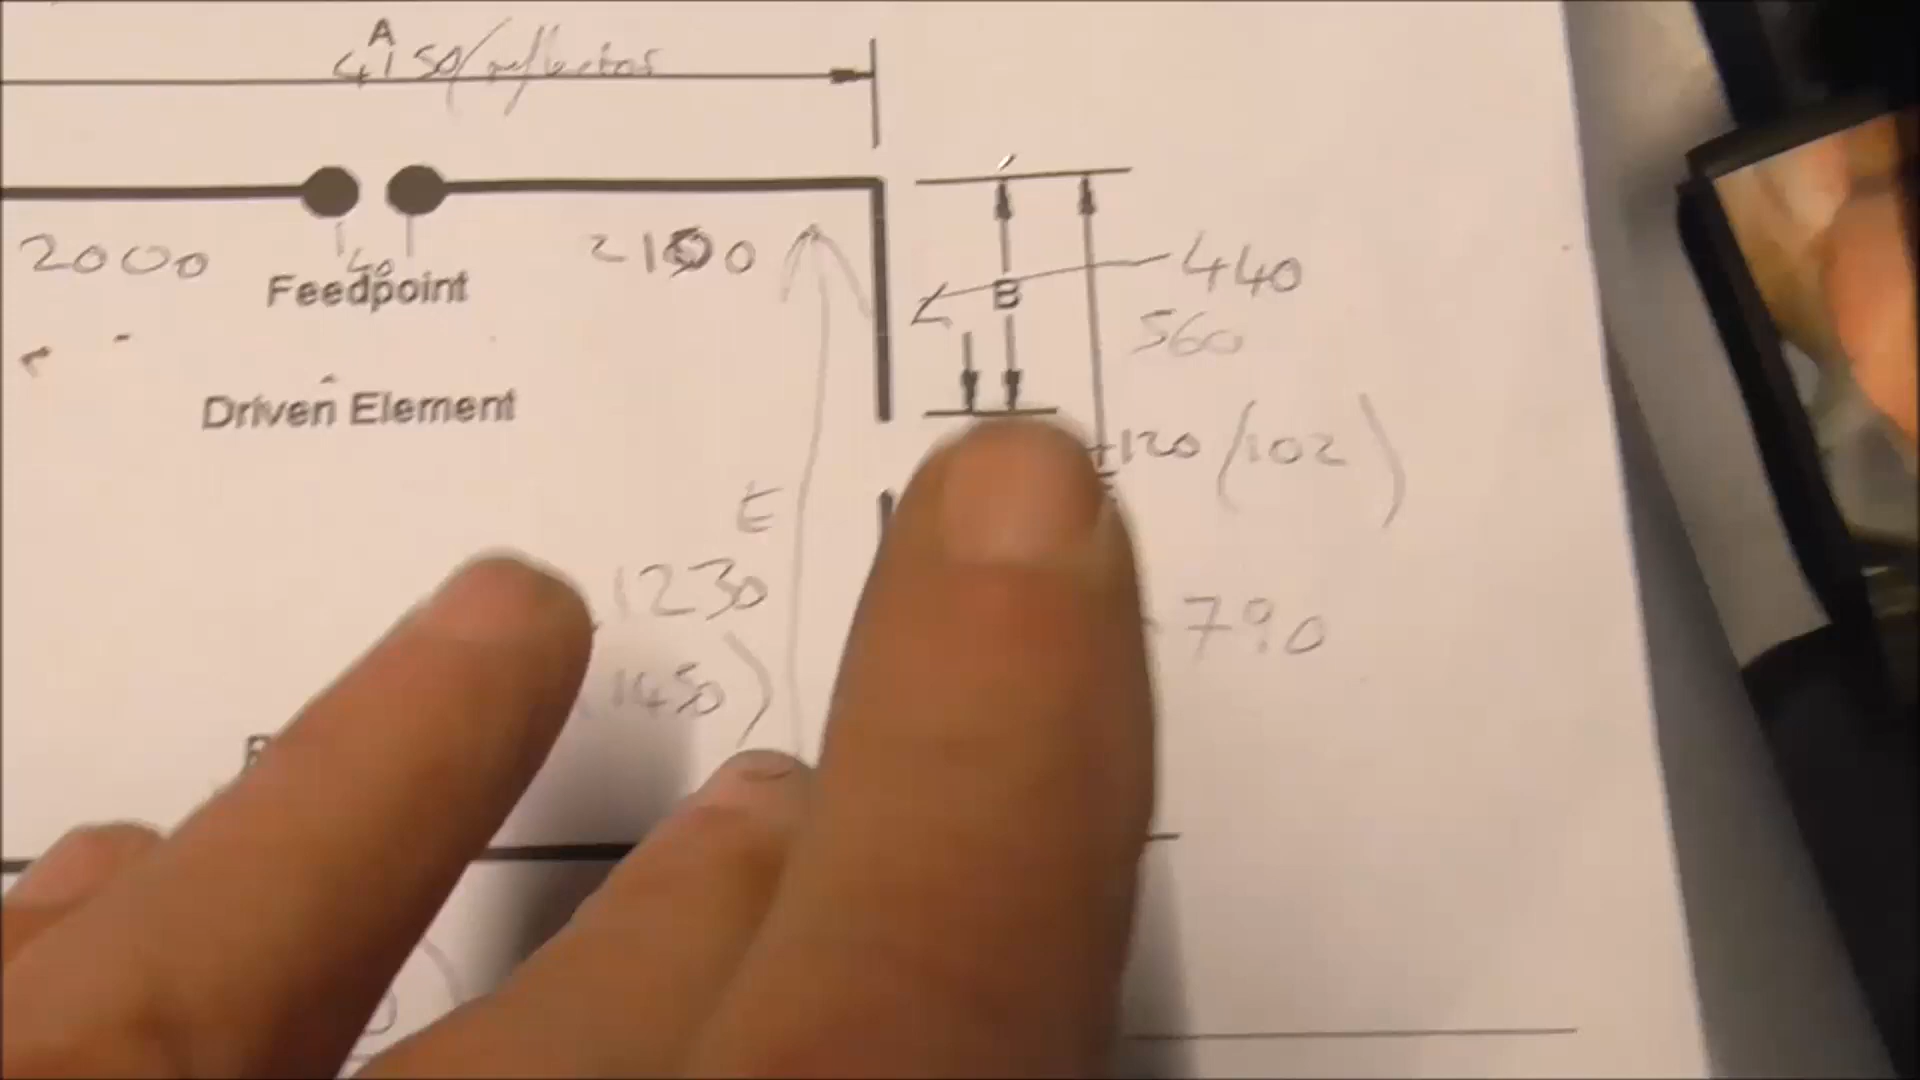 A
4150/reflector
2000
40
2100
Feedpoint
B
440
560
Driven Element
120 (102)
E
1230
790
1450)